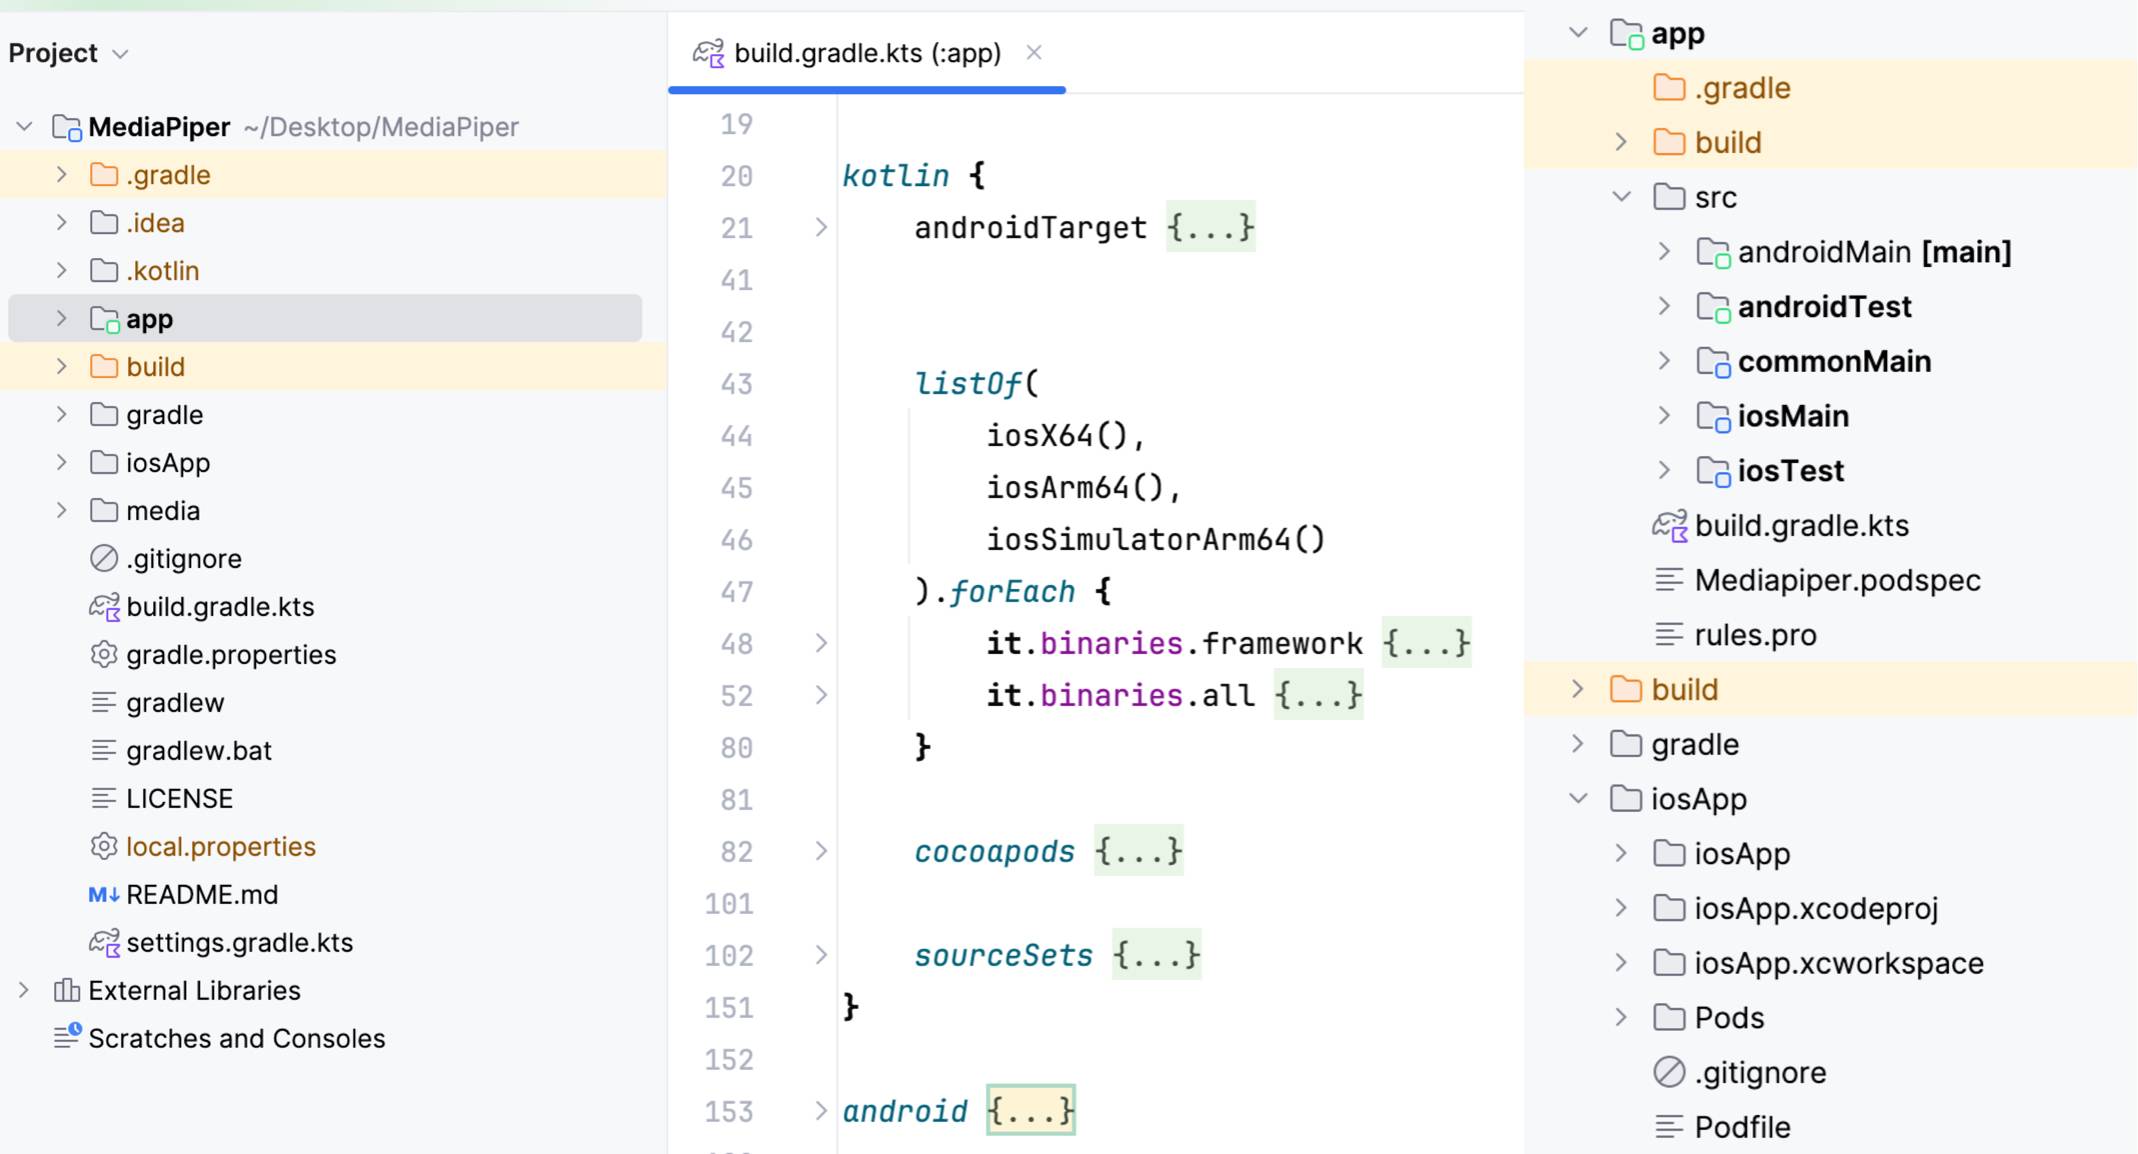 Project
MediaPiper ~/Desktop/MediaPiper
.gradle
.idea
.kotlin
app
build
gradle
iosApp
media
.gitignore
build.gradle.kts
gradle.properties
gradlew
gradlew.bat
LICENSE
local.properties
M↓ README.md
settings.gradle.kts
External Libraries
Scratches and Consoles
build.gradle.kts (:app)
19
20 kotlin {
21 androidTarget {...}
41
42
43 listOf(
44 iosX64(),
45 iosArm64(),
46 iosSimulatorArm64()
47 ).forEach {
48 it.binaries.framework {...}
52 it.binaries.all {...}
80 }
81
82 cocoapods {...}
101
102 sourceSets {...}
151 }
152
153 android {...}
app
.gradle
build
src
androidMain [main]
androidTest
commonMain
iosMain
iosTest
build.gradle.kts
Mediapiper.podspec
rules.pro
build
gradle
iosApp
iosApp
iosApp.xcodeproj
iosApp.xcworkspace
Pods
.gitignore
Podfile